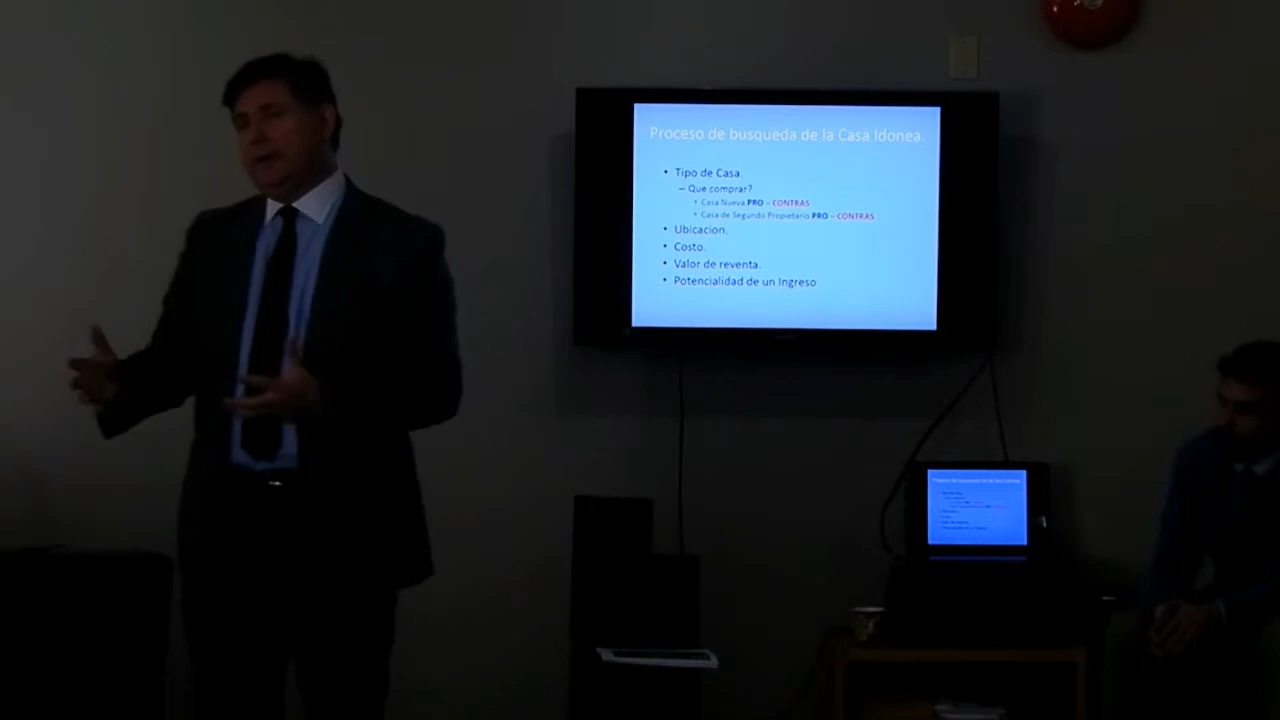 Proceso de busqueda de la Casa Idonea.
• Tipo de Casa.
– Que comprar?
• Casa Nueva PRO – CONTRAS
• Casa de Segundo Propietario PRO – CONTRAS
• Ubicacion.
• Costo.
• Valor de reventa.
• Potencialidad de un Ingreso